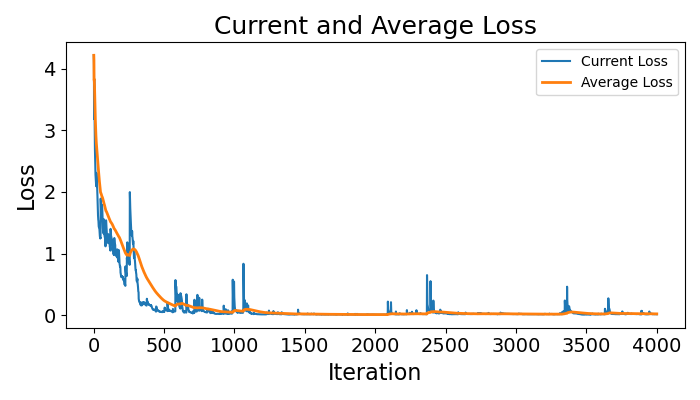 Current and Average Loss
Current Loss
Average Loss
Loss
4
3
2
1
0
0 500 1000 1500 2000 2500 3000 3500 4000
Iteration